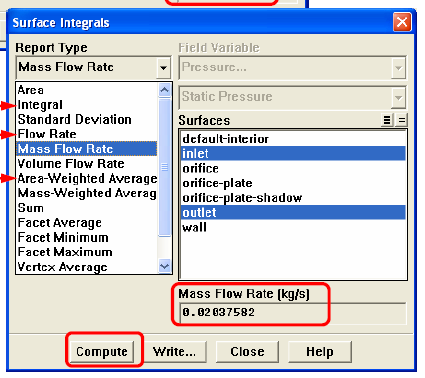 Surface Integrals
Report Type
Mass Flow Rate
Area
Integral
Standard Deviation
Flow Rate
Mass Flow Rate
Volume Flow Rate
Area-Weighted Average
Mass-Weighted Averag
Sum
Facet Average
Facet Minimum
Facet Maximum
Vertex Average
Field Variable
Pressure...
Static Pressure
Surfaces
default-interior
inlet
orifice
orifice-plate
orifice-plate-shadow
outlet
wall
Mass Flow Rate (kg/s)
0.02037582
Compute
Write...
Close
Help